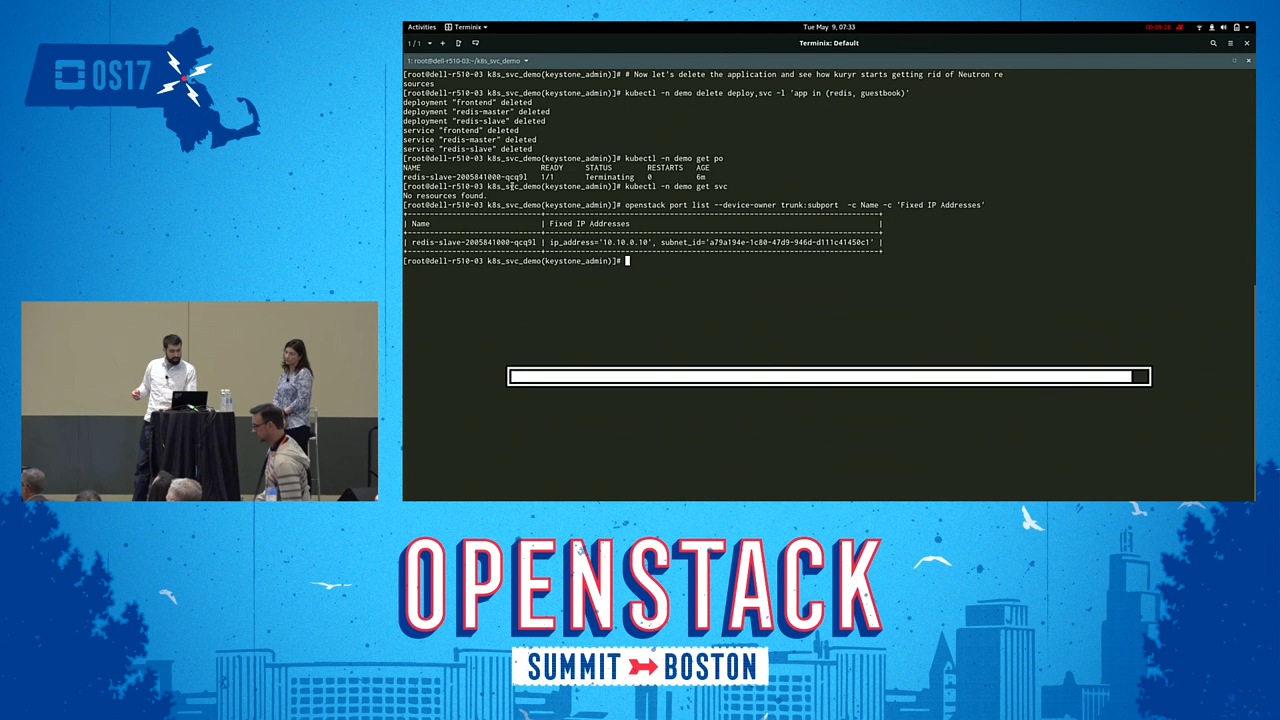 OS17
Activities
Terminix
Tue May 9, 07:33
1 / 1
Terminix: Default
1: root@dell-r510-03:~/k8s_svc_demo
[root@dell-r510-03 k8s_svc_demo(keystone_admin)]# # Now let's delete the application and see how kuryr starts getting rid of Neutron re
sources
[root@dell-r510-03 k8s_svc_demo(keystone_admin)]# kubectl -n demo delete deploy,svc -l 'app in (redis, guestbook)'
deployment "frontend" deleted
deployment "redis-master" deleted
deployment "redis-slave" deleted
service "frontend" deleted
service "redis-master" deleted
service "redis-slave" deleted
[root@dell-r510-03 k8s_svc_demo(keystone_admin)]# kubectl -n demo get po
NAME READY STATUS RESTARTS AGE
redis-slave-2005841000-qcq9l 1/1 Terminating 0 6m
[root@dell-r510-03 k8s_svc_demo(keystone_admin)]# kubectl -n demo get svc
No resources found.
[root@dell-r510-03 k8s_svc_demo(keystone_admin)]# openstack port list --device-owner trunk:subport -c Name -c 'Fixed IP Addresses'
| Name | Fixed IP Addresses |
| redis-slave-2005841000-qcq9l | ip_address='10.10.0.10', subnet_id='a79a194e-1c80-47d9-946d-d111c41450c1' |
[root@dell-r510-03 k8s_svc_demo(keystone_admin)]#
OPENSTACK
SUMMIT BOSTON